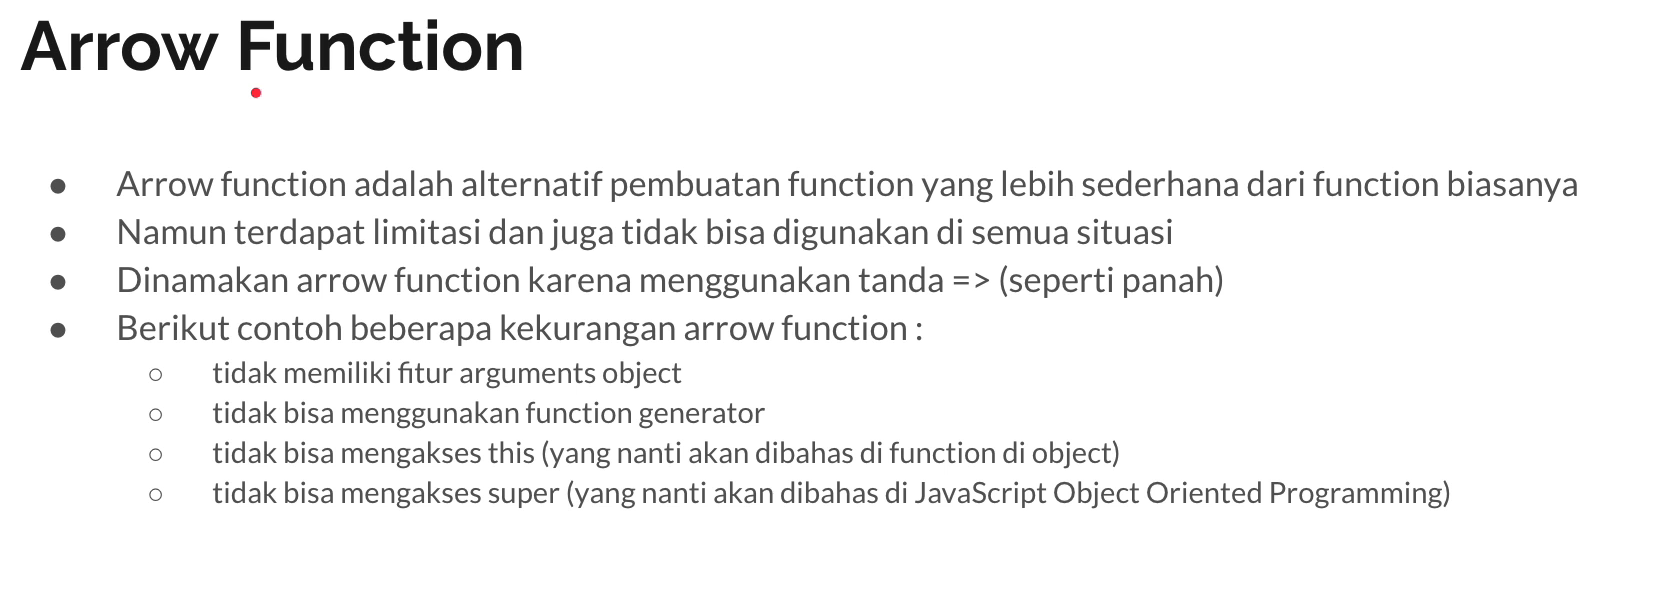 Arrow Function
● Arrow function adalah alternatif pembuatan function yang lebih sederhana dari function biasanya
● Namun terdapat limitasi dan juga tidak bisa digunakan di semua situasi
● Dinamakan arrow function karena menggunakan tanda => (seperti panah)
● Berikut contoh beberapa kekurangan arrow function :
○ tidak memiliki fitur arguments object
○ tidak bisa menggunakan function generator
○ tidak bisa mengakses this (yang nanti akan dibahas di function di object)
○ tidak bisa mengakses super (yang nanti akan dibahas di JavaScript Object Oriented Programming)